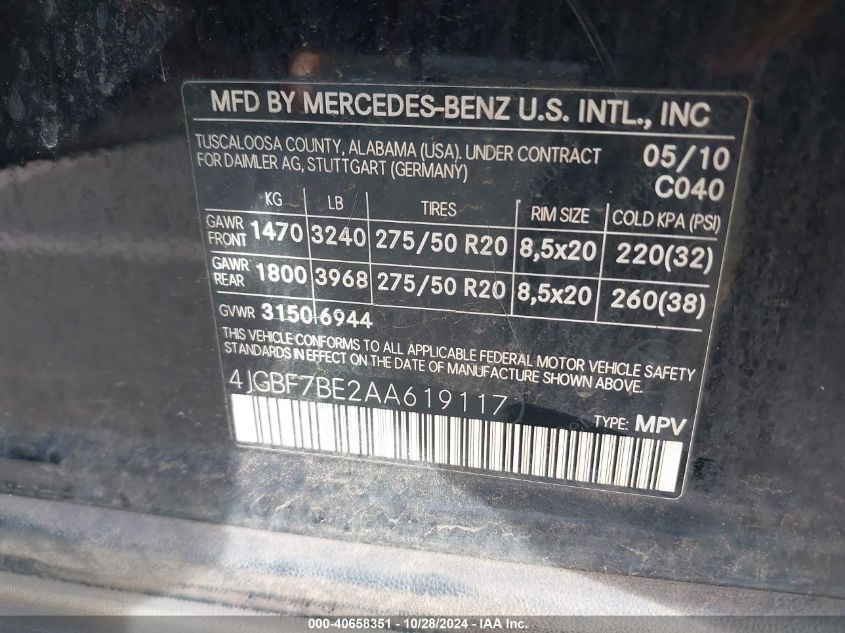 MFD BY MERCEDES-BENZ U.S. INTL., INC
TUSCALOOSA COUNTY, ALABAMA (USA). UNDER CONTRACT
FOR DAIMLER AG, STUTTGART (GERMANY)
05/10
C040
KG LB TIRES RIM SIZE COLD KPA (PSI)
GAWR FRONT 1470 3240 275/50 R20 8,5x20 220(32)
GAWR REAR 1800 3968 275/50 R20 8,5x20 260(38)
GVWR 3150 6944
THIS VEHICLE CONFORMS TO ALL APPLICABLE FEDERAL MOTOR VEHICLE SAFETY
STANDARDS IN EFFECT ON THE DATE OF MANUFACTURE SHOWN ABOVE.
4JGBF7BE2AA619117
TYPE: MPV
000-40658351 - 10/28/2024 - IAA Inc.